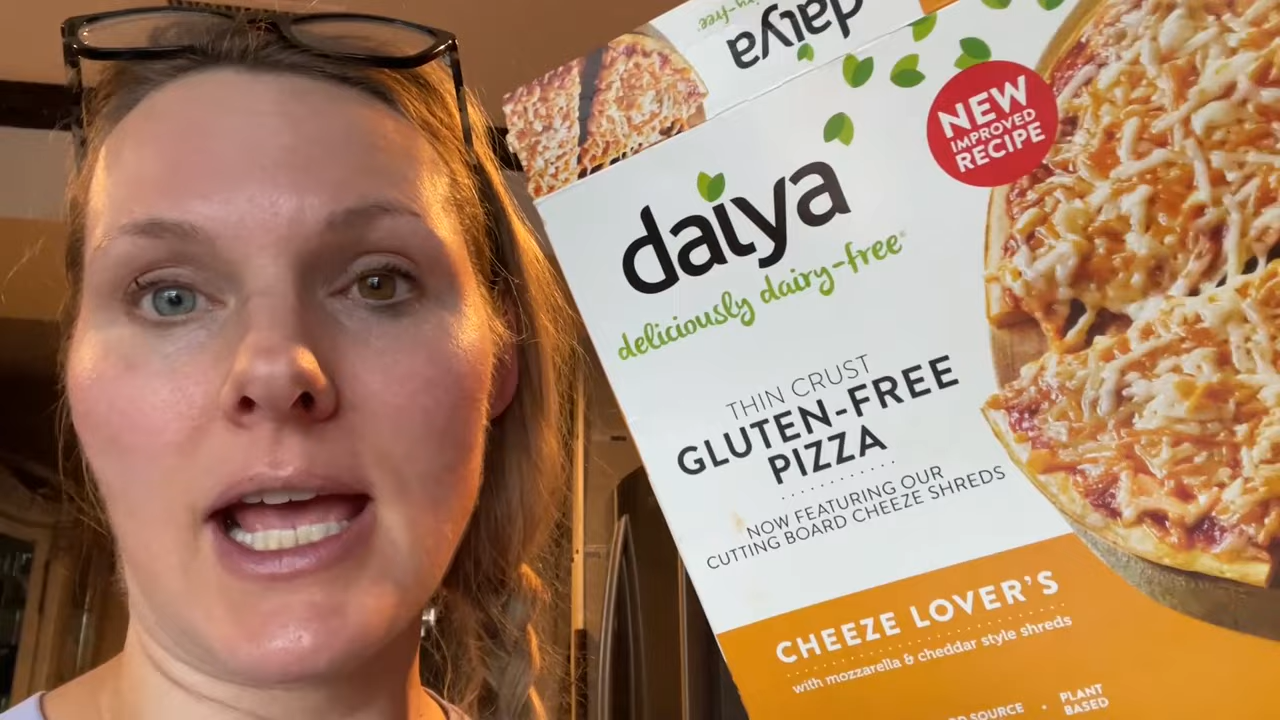 daiya
NEW
IMPROVED
RECIPE
daiya
deliciously dairy-free
THIN CRUST
GLUTEN-FREE
PIZZA
NOW FEATURING OUR
CUTTING BOARD CHEEZE SHREDS
CHEEZE LOVER'S
with mozzarella & cheddar style shreds
SOURCE
PLANT
BASED